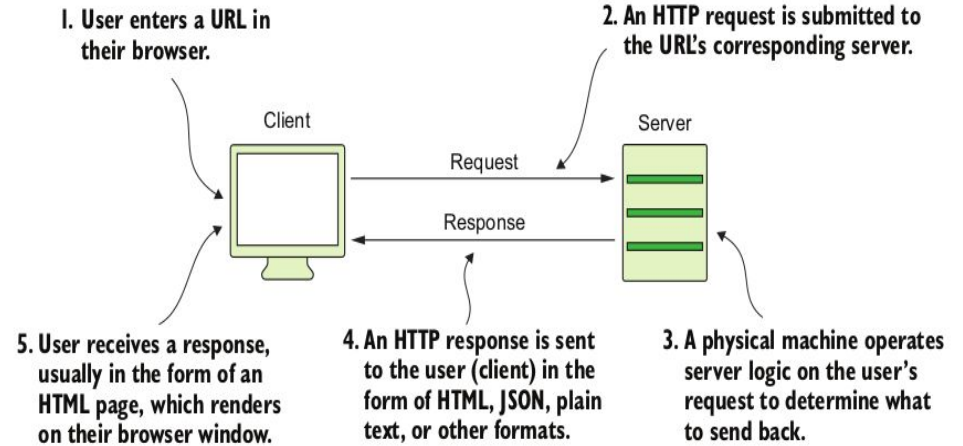 1. User enters a URL in
their browser.
2. An HTTP request is submitted to
the URL's corresponding server.
Client
Server
Request
Response
5. User receives a response,
usually in the form of an
HTML page, which renders
on their browser window.
4. An HTTP response is sent
to the user (client) in the
form of HTML, JSON, plain
text, or other formats.
3. A physical machine operates
server logic on the user's
request to determine what
to send back.